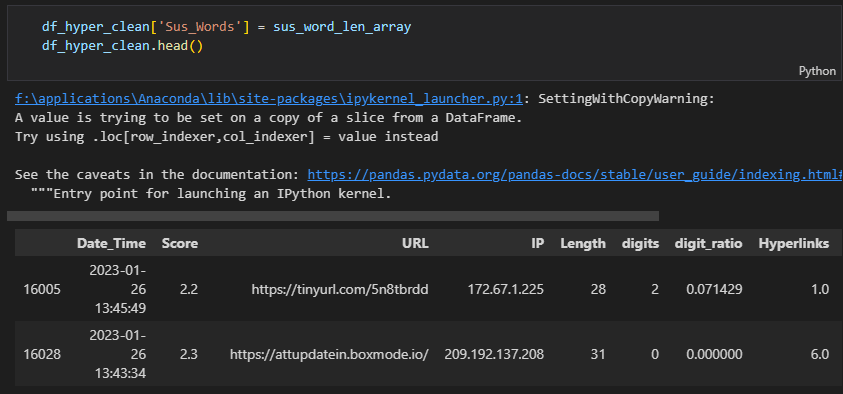 df_hyper_clean['Sus_Words'] = sus_word_len_array
df_hyper_clean.head()
Python
f:\applications\Anaconda\lib\site-packages\ipykernel_launcher.py:1: SettingWithCopyWarning:
A value is trying to be set on a copy of a slice from a DataFrame.
Try using .loc[row_indexer,col_indexer] = value instead
See the caveats in the documentation: https://pandas.pydata.org/pandas-docs/stable/user_guide/indexing.html#
"""Entry point for launching an IPython kernel.
Date_Time Score URL IP Length digits digit_ratio Hyperlinks
2023-01-
16005 26 2.2 https://tinyurl.com/5n8tbrdd 172.67.1.225 28 2 0.071429 1.0
13:45:49
2023-01-
16028 26 2.3 https://attupdatein.boxmode.io/ 209.192.137.208 31 0 0.000000 6.0
13:43:34